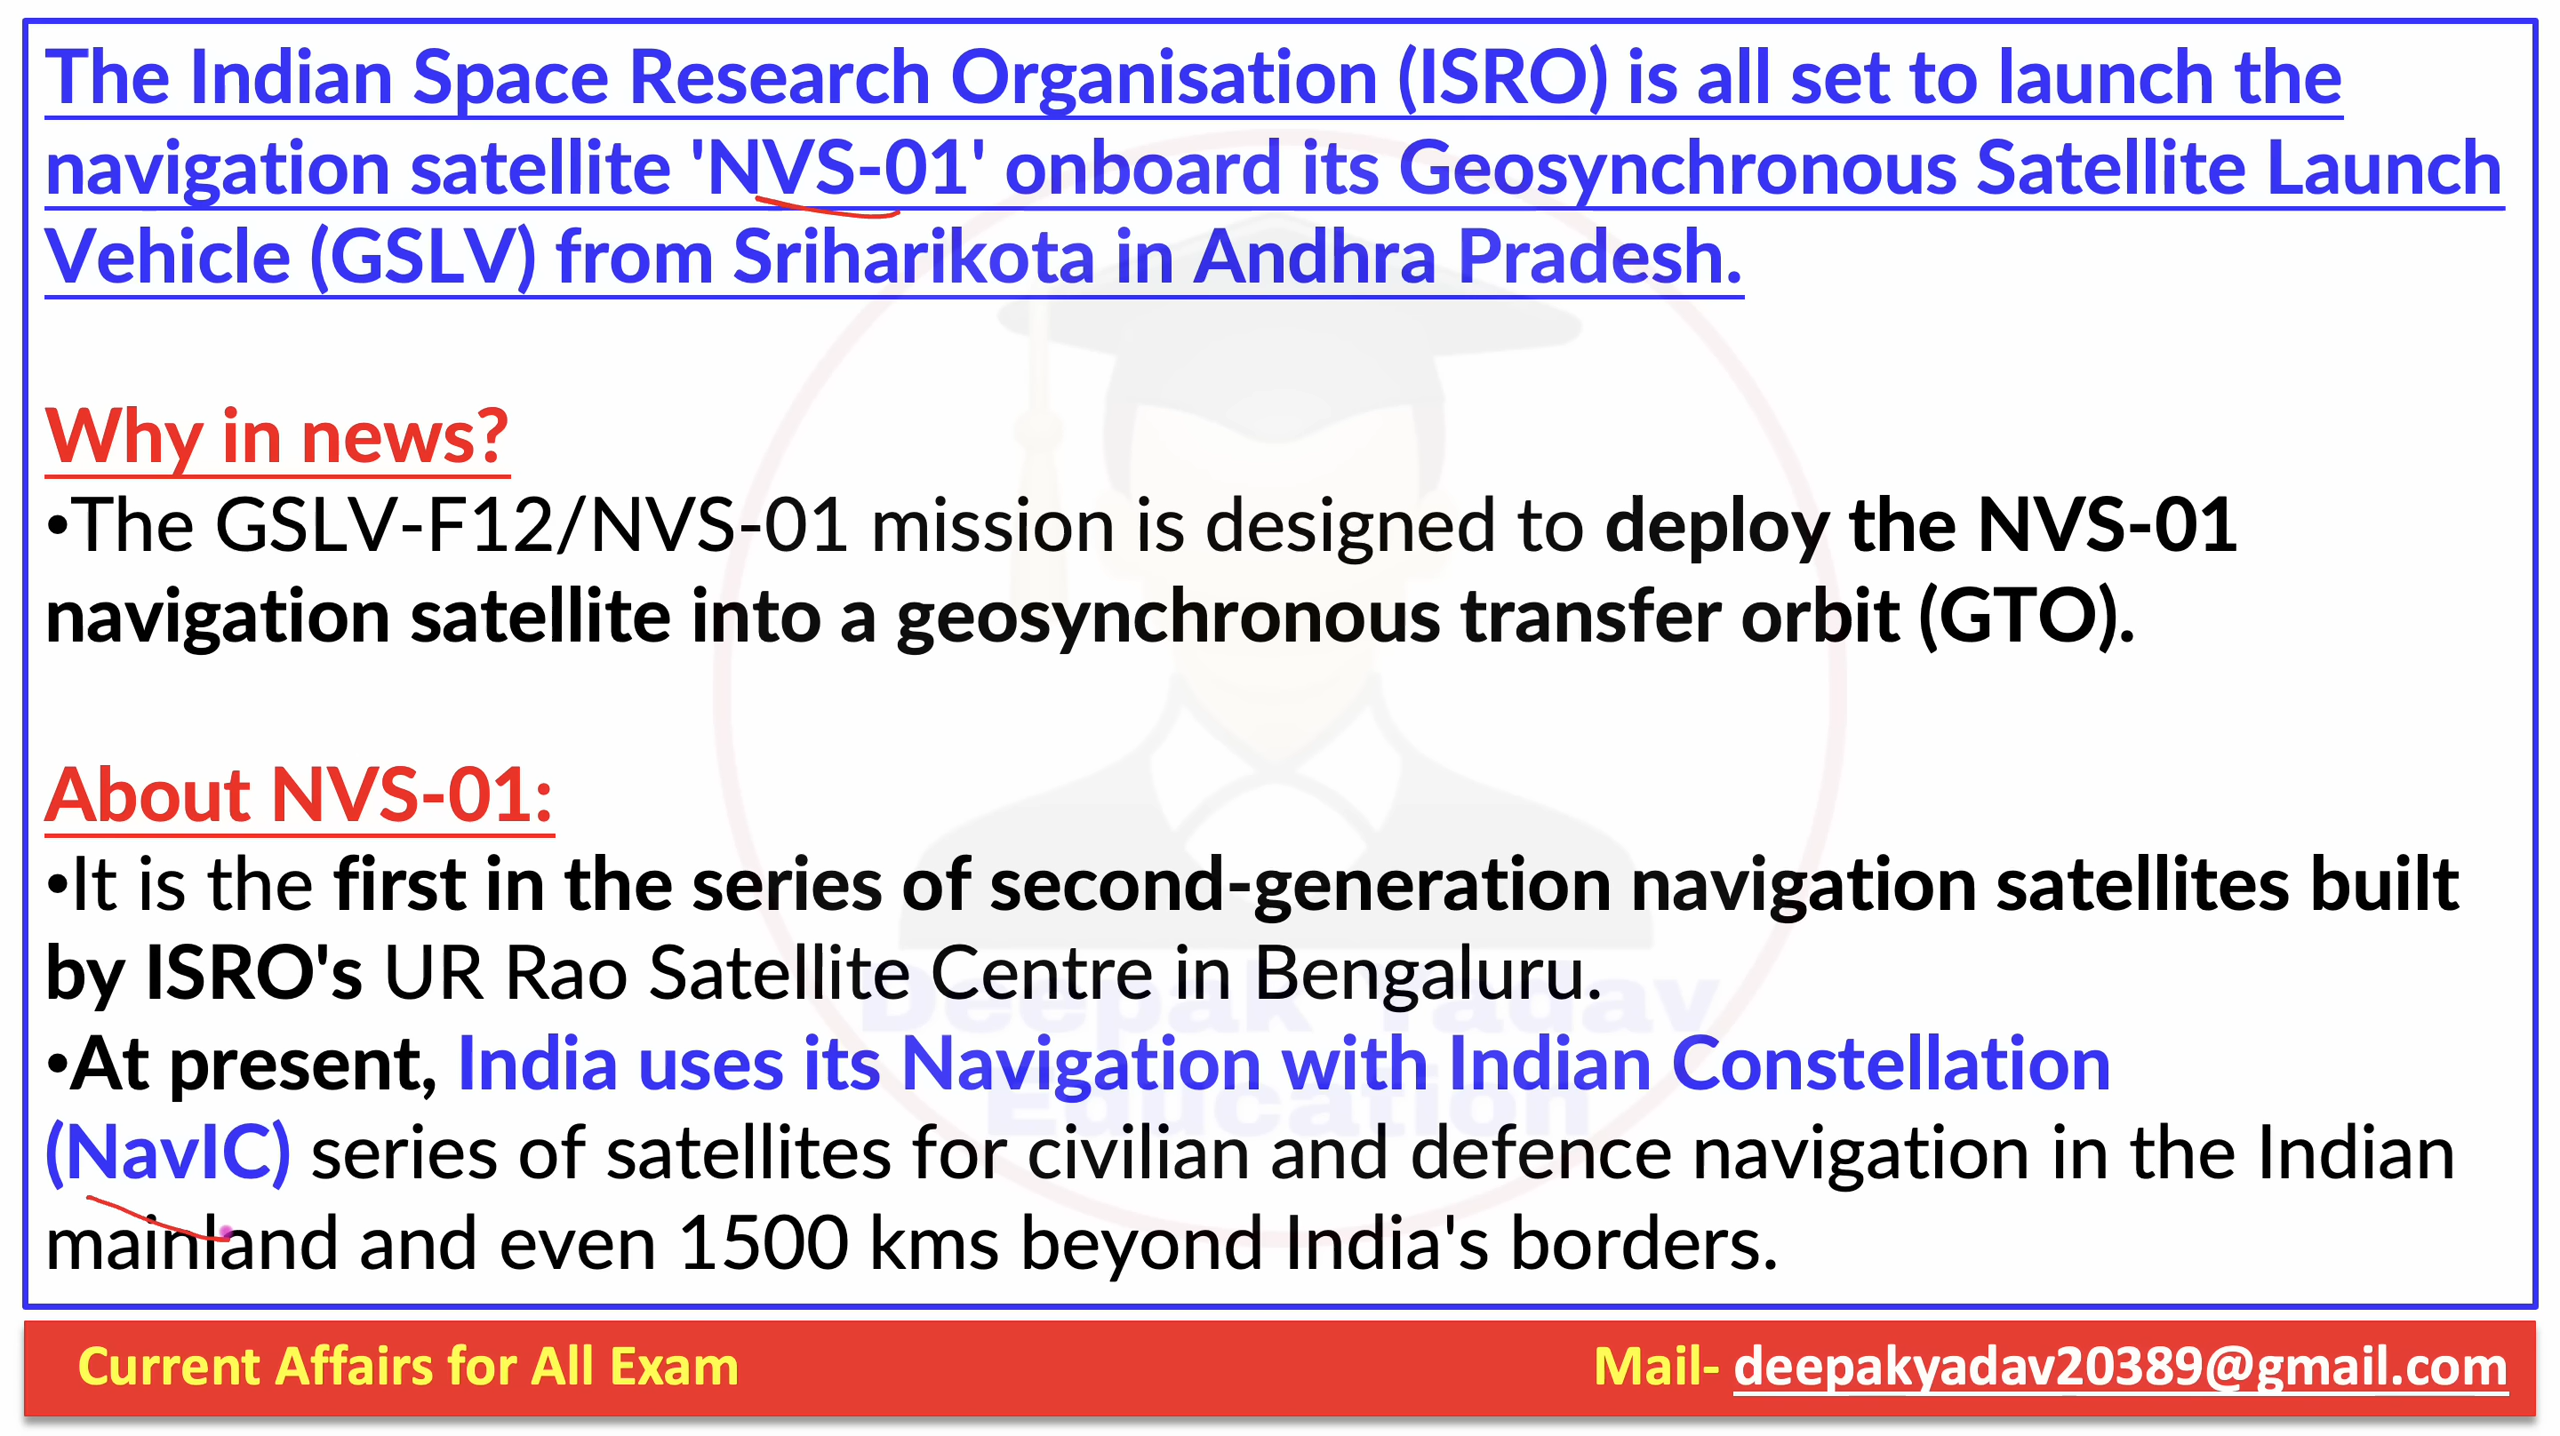 The Indian Space Research Organisation (ISRO) is all set to launch the
navigation satellite 'NVS-01' onboard its Geosynchronous Satellite Launch
Vehicle (GSLV) from Sriharikota in Andhra Pradesh.
Why in news?
•The GSLV-F12/NVS-01 mission is designed to deploy the NVS-01
navigation satellite into a geosynchronous transfer orbit (GTO).
About NVS-01:
•It is the first in the series of second-generation navigation satellites built
by ISRO's UR Rao Satellite Centre in Bengaluru.
•At present, India uses its Navigation with Indian Constellation
(NavIC) series of satellites for civilian and defence navigation in the Indian
mainland and even 1500 kms beyond India's borders.
Deepak Yadav
Education
Current Affairs for All Exam
Mail- deepakyadav20389@gmail.com